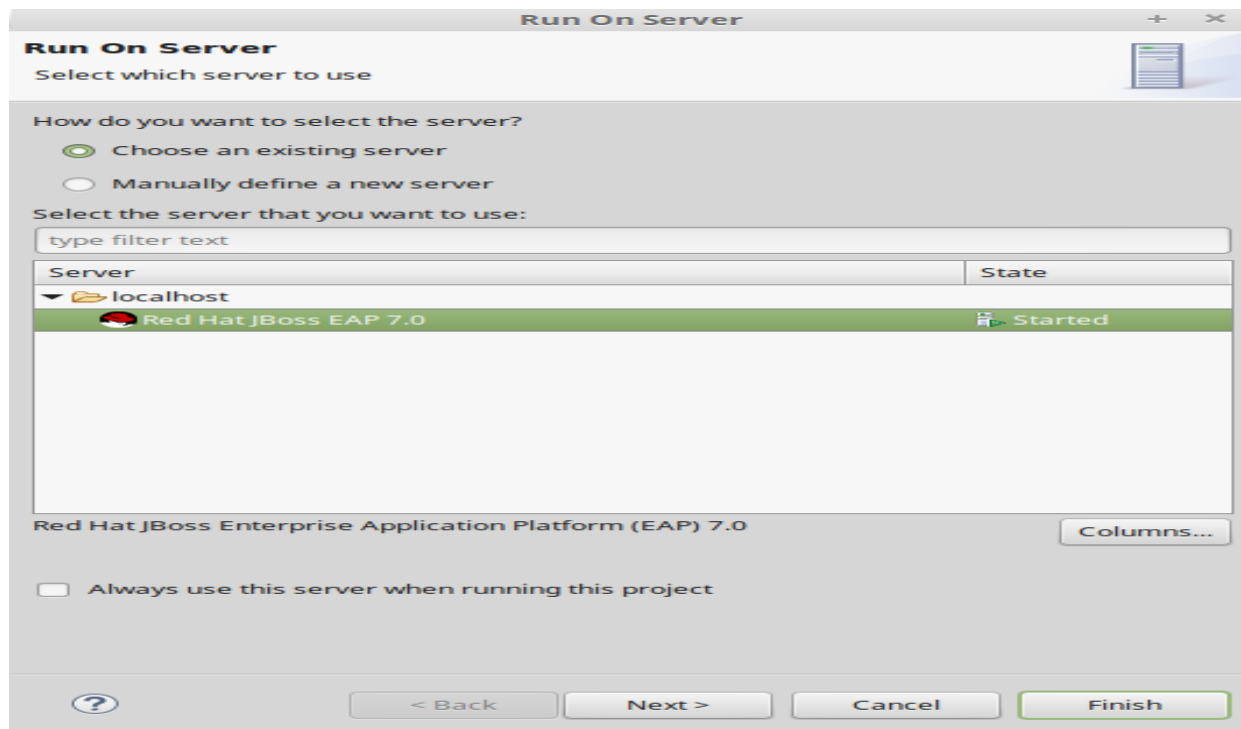 Run On Server
Run On Server
Select which server to use
How do you want to select the server?
Choose an existing server
Manually define a new server
Select the server that you want to use:
type filter text
Server State
localhost
Red Hat JBoss EAP 7.0 Started
Red Hat JBoss Enterprise Application Platform (EAP) 7.0
Columns...
Always use this server when running this project
? < Back Next > Cancel Finish